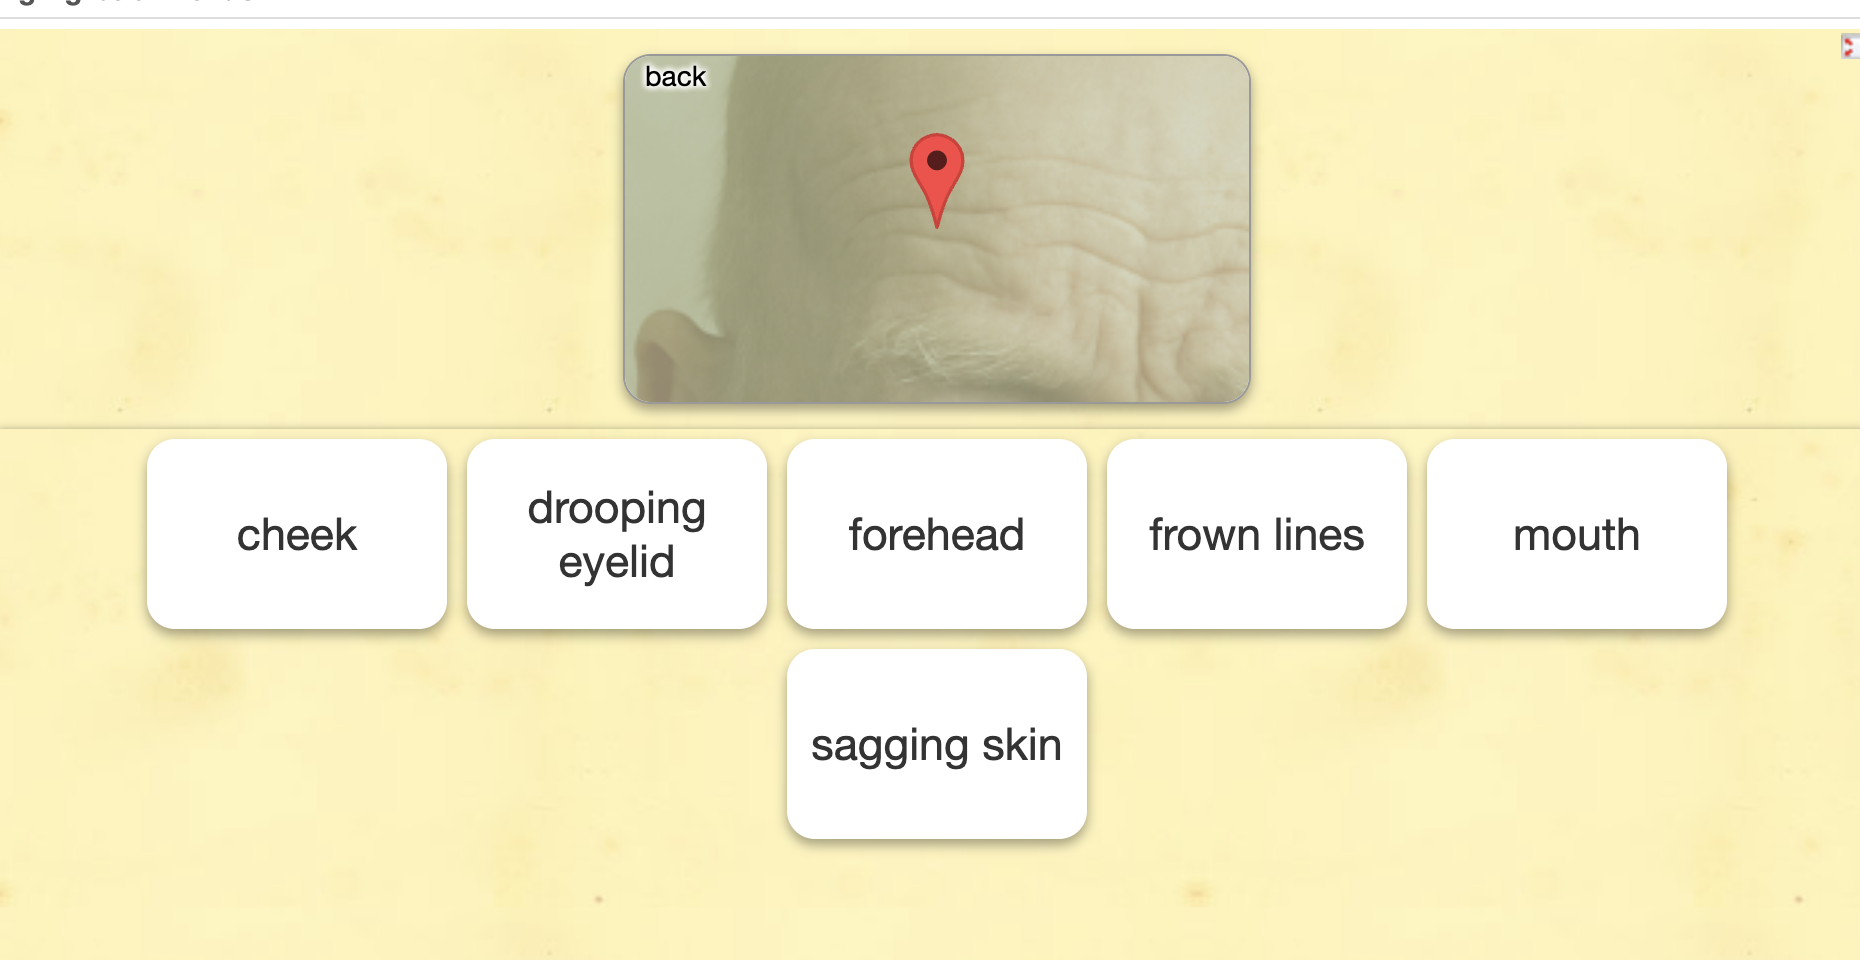 back
cheek
drooping
eyelid
forehead
frown lines
mouth
sagging skin